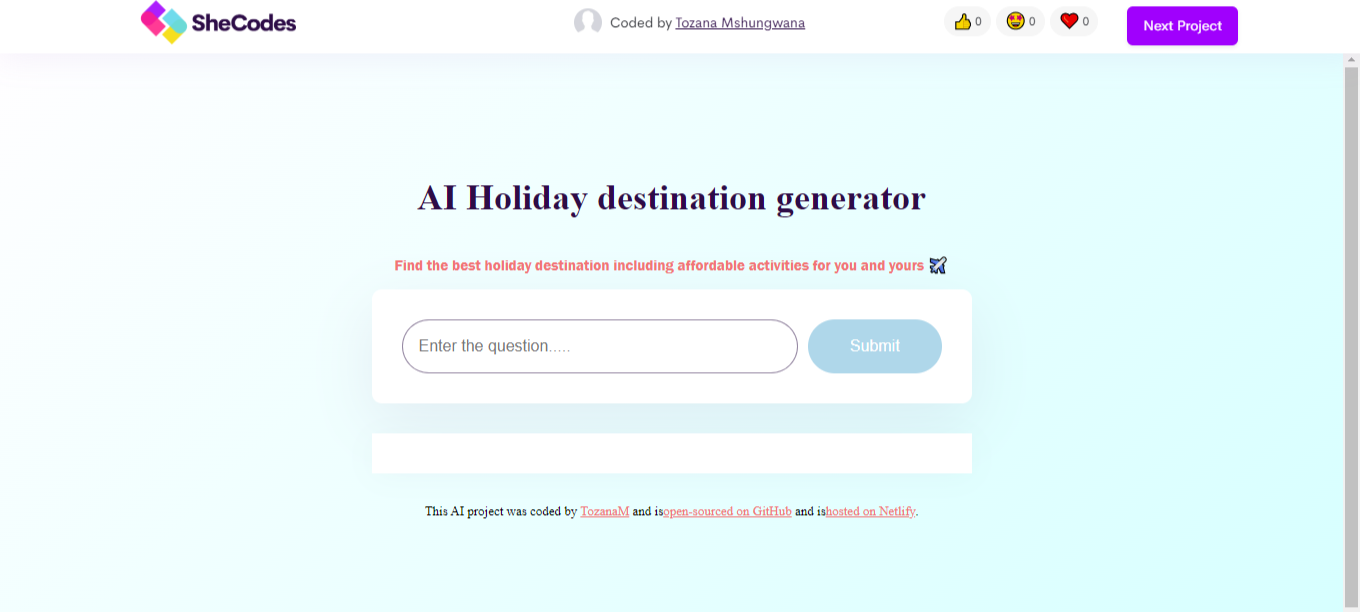 SheCodes
Coded by Tozana Mshungwana
👍 0 🤩 0 ❤️ 0
Next Project
AI Holiday destination generator
Find the best holiday destination including affordable activities for you and yours ✈️
Enter the question.....
Submit
This AI project was coded by TozanaM and isopen-sourced on GitHub and ishosted on Netlify.